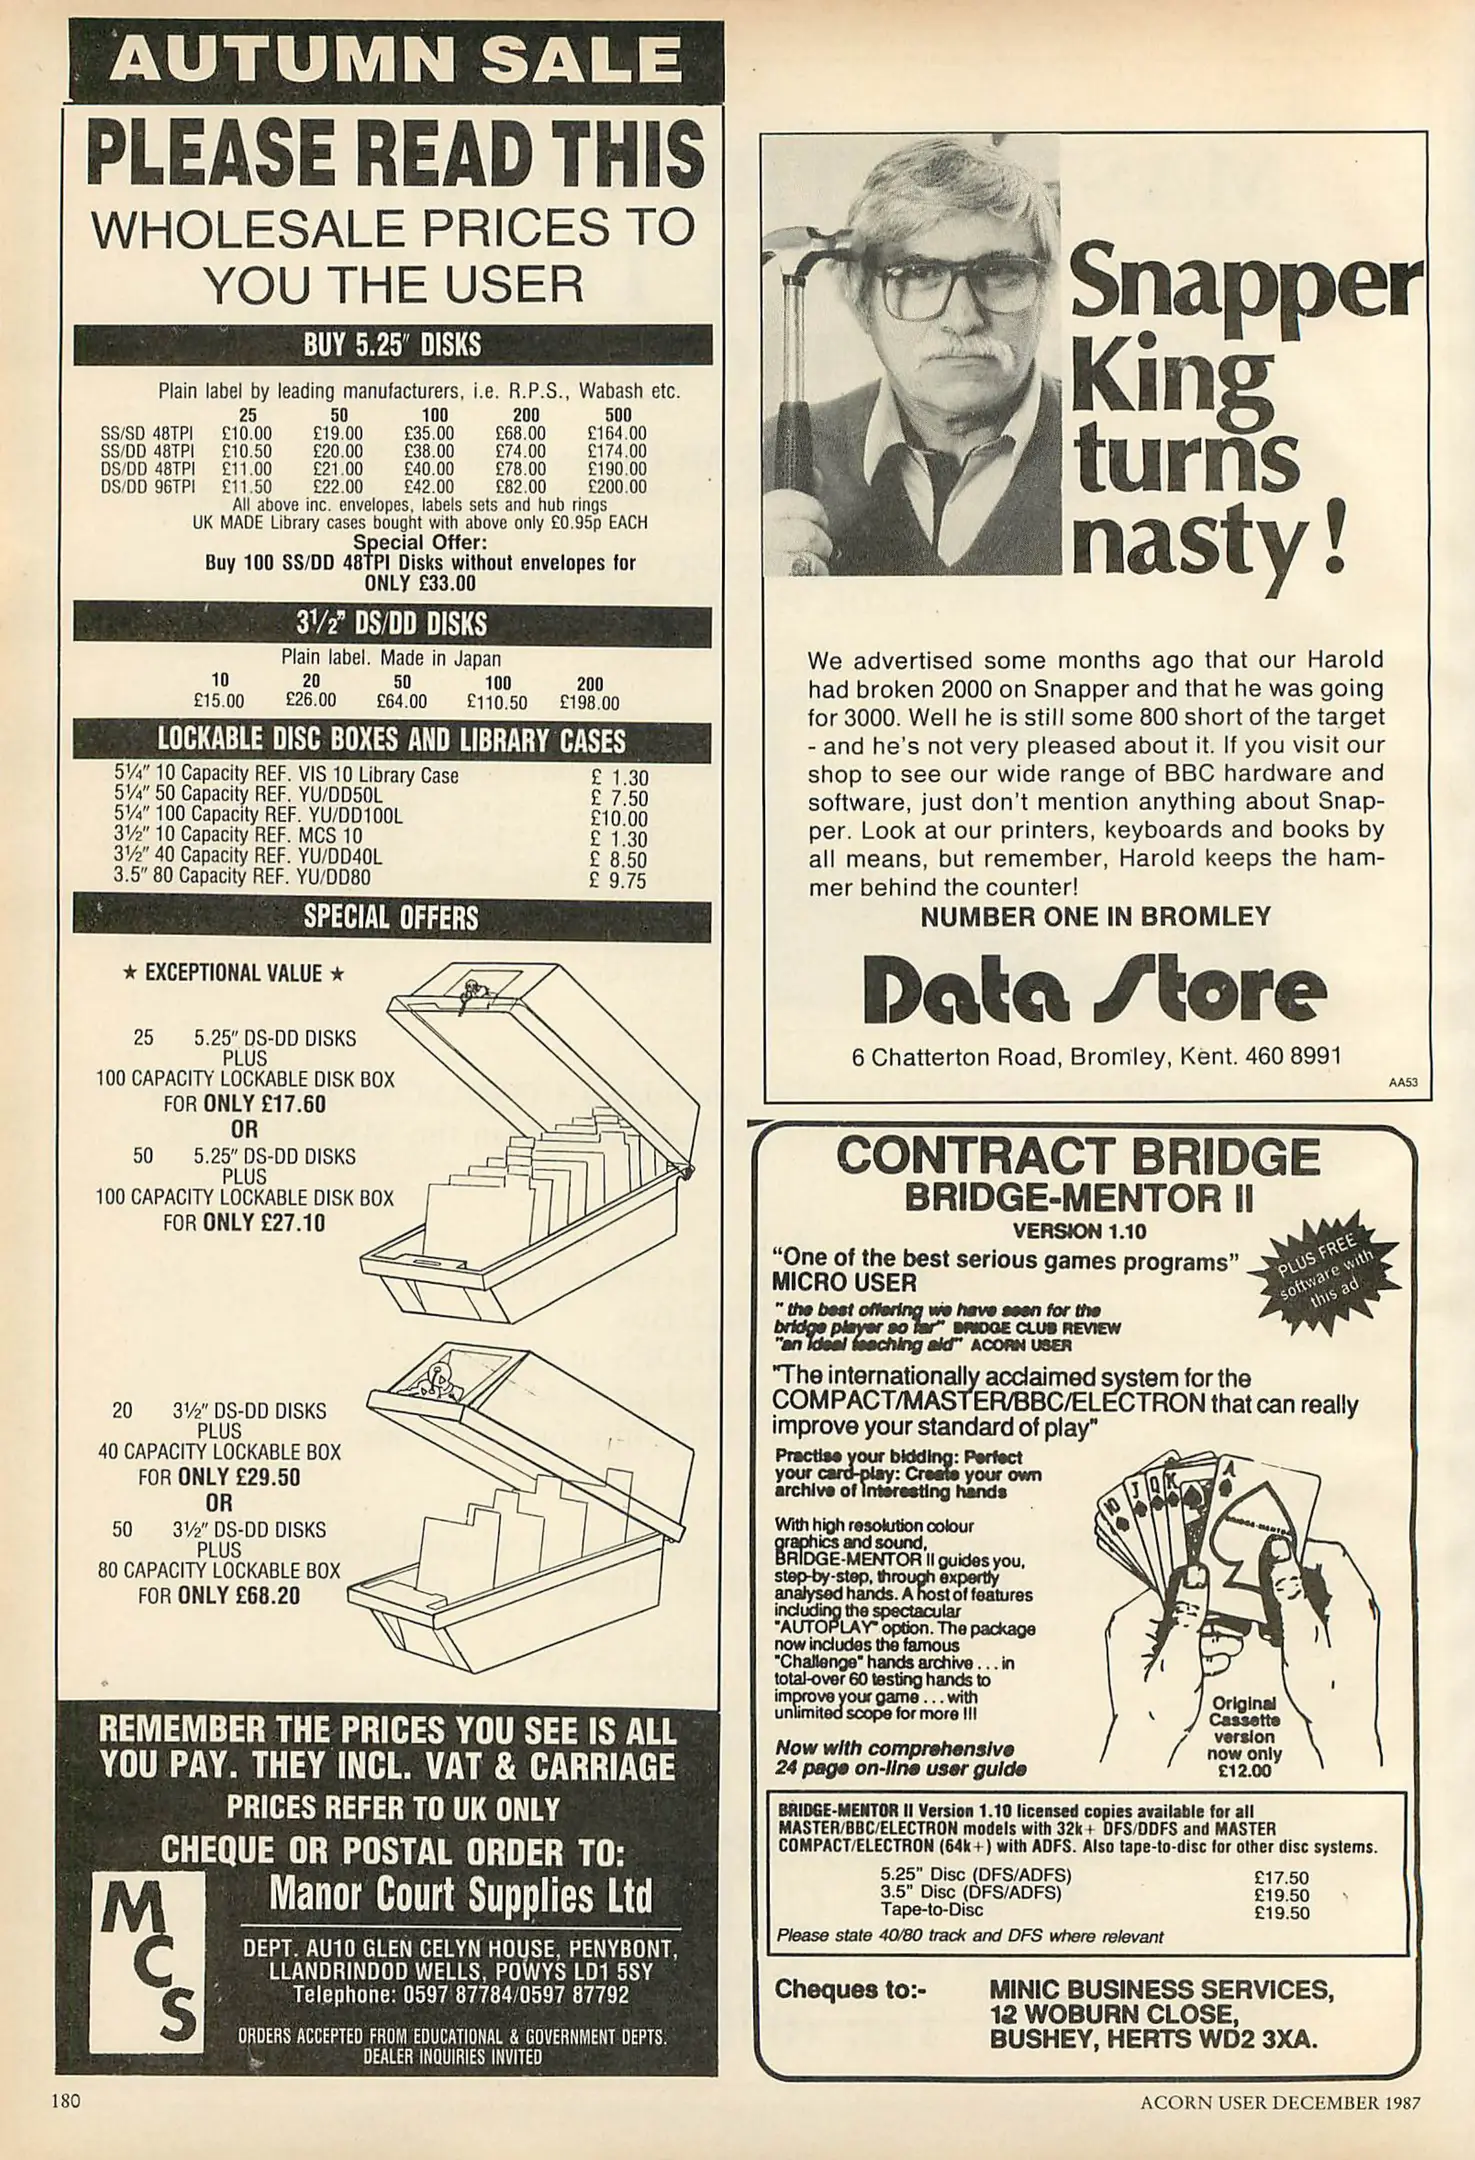 AUTUMN SALE
PLEASE READ THIS
WHOLESALE PRICES TO
YOU THE USER
BUY 5.25" DISKS
Plain label by leading manufacturers, i.e. R.P.S., Wabash etc.
25 50 100 200 500
SS/SD 48TPI £10.00 £19.00 £35.00 £68.00 £164.00
SS/DD 48TPI £10.50 £20.00 £38.00 £74.00 £174.00
DS/DD 48TPI £11.00 £21.00 £40.00 £78.00 £190.00
DS/DD 96TPI £11.50 £22.00 £42.00 £82.00 £200.00
All above inc. envelopes, labels sets and hub rings
UK MADE Library cases bought with above only £0.95p EACH
Special Offer:
Buy 100 SS/DD 48TPI Disks without envelopes for
ONLY £33.00
3½" DS/DD DISKS
Plain label. Made in Japan
10 20 50 100 200
£15.00 £26.00 £64.00 £110.50 £198.00
LOCKABLE DISC BOXES AND LIBRARY CASES
5¼" 10 Capacity REF. VIS 10 Library Case £ 1.30
5¼" 50 Capacity REF. YU/DD50L £ 7.50
5¼" 100 Capacity REF. YU/DD100L £10.00
3½" 10 Capacity REF. MCS 10 £ 1.30
3½" 40 Capacity REF. YU/DD40L £ 8.50
3.5" 80 Capacity REF. YU/DD80 £ 9.75
SPECIAL OFFERS
★ EXCEPTIONAL VALUE ★
25 5.25" DS-DD DISKS
PLUS
100 CAPACITY LOCKABLE DISK BOX
FOR ONLY £17.60
OR
50 5.25" DS-DD DISKS
PLUS
100 CAPACITY LOCKABLE DISK BOX
FOR ONLY £27.10
20 3½" DS-DD DISKS
PLUS
40 CAPACITY LOCKABLE BOX
FOR ONLY £29.50
OR
50 3½" DS-DD DISKS
PLUS
80 CAPACITY LOCKABLE BOX
FOR ONLY £68.20
REMEMBER THE PRICES YOU SEE IS ALL
YOU PAY. THEY INCL. VAT & CARRIAGE
PRICES REFER TO UK ONLY
CHEQUE OR POSTAL ORDER TO:
MCS
Manor Court Supplies Ltd
DEPT. AU10 GLEN CELYN HOUSE, PENYBONT,
LLANDRINDOD WELLS, POWYS LD1 5SY
Telephone: 0597 87784/0597 87792
ORDERS ACCEPTED FROM EDUCATIONAL & GOVERNMENT DEPTS.
DEALER INQUIRIES INVITED
Snapper
King
turns
nasty!
We advertised some months ago that our Harold
had broken 2000 on Snapper and that he was going
for 3000. Well he is still some 800 short of the target
- and he's not very pleased about it. If you visit our
shop to see our wide range of BBC hardware and
software, just don't mention anything about Snap-
per. Look at our printers, keyboards and books by
all means, but remember, Harold keeps the ham-
mer behind the counter!
NUMBER ONE IN BROMLEY
Data Store
6 Chatterton Road, Bromley, Kent. 460 8991
AA53
CONTRACT BRIDGE
BRIDGE-MENTOR II
VERSION 1.10
"One of the best serious games programs"
MICRO USER
PLUS FREE
software with
this ad
"the best offering we have seen for the
bridge player so far" BRIDGE CLUB REVIEW
"an ideal teaching aid" ACORN USER
"The internationally acclaimed system for the
COMPACT/MASTER/BBC/ELECTRON that can really
improve your standard of play"
Practise your bidding: Perfect
your card-play: Create your own
archive of interesting hands
With high resolution colour
graphics and sound,
BRIDGE-MENTOR II guides you,
step-by-step, through expertly
analysed hands. A host of features
including the spectacular
"AUTOPLAY" option. The package
now includes the famous
"Challenge" hands archive . . . in
total-over 60 testing hands to
improve your game . . . with
unlimited scope for more !!!
Now with comprehensive
24 page on-line user guide
10 J Q K A
BRIDGE-MENTOR
Original
Cassette
version
now only
£12.00
BRIDGE-MENTOR II Version 1.10 licensed copies available for all
MASTER/BBC/ELECTRON models with 32k+ DFS/DDFS and MASTER
COMPACT/ELECTRON (64k+) with ADFS. Also tape-to-disc for other disc systems.
5.25" Disc (DFS/ADFS) £17.50
3.5" Disc (DFS/ADFS) £19.50
Tape-to-Disc £19.50
Please state 40/80 track and DFS where relevant
Cheques to:- MINIC BUSINESS SERVICES,
12 WOBURN CLOSE,
BUSHEY, HERTS WD2 3XA.
180
ACORN USER DECEMBER 1987